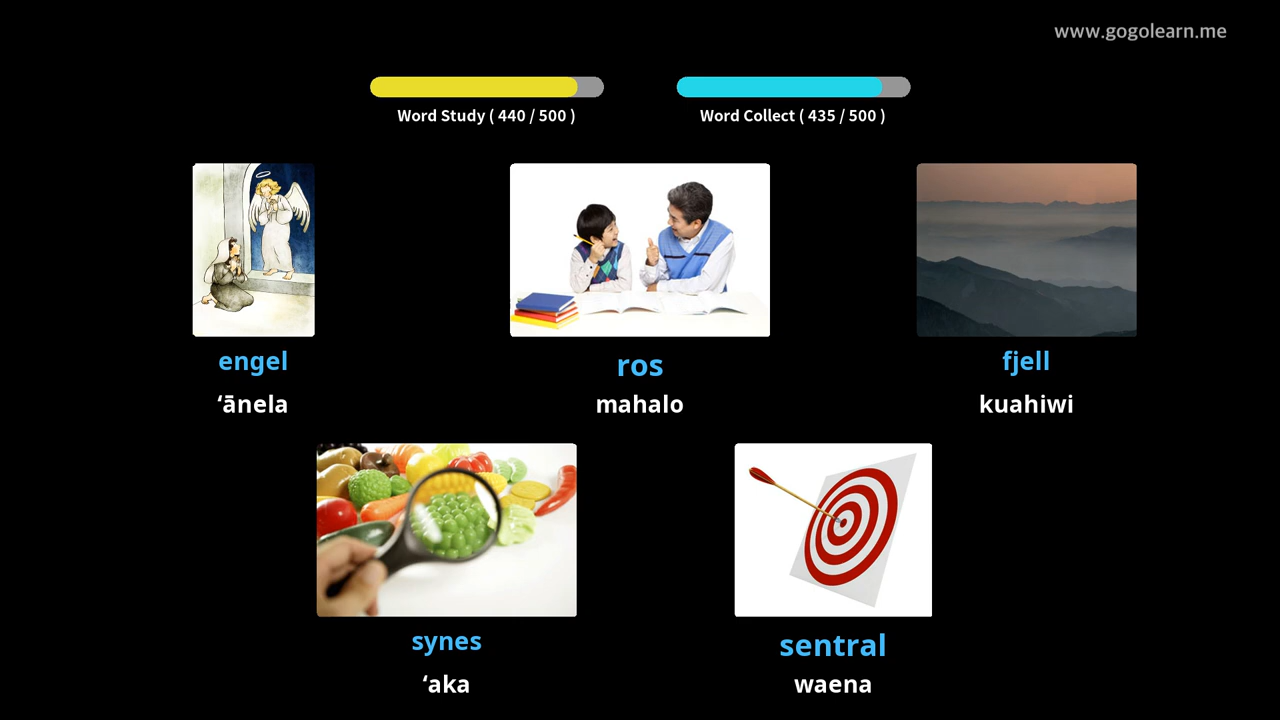 www.gogolearn.me
Word Study ( 440 / 500 )
Word Collect ( 435 / 500 )
engel
ros
fjell
ʻānela
mahalo
kuahiwi
synes
sentral
ʻaka
waena